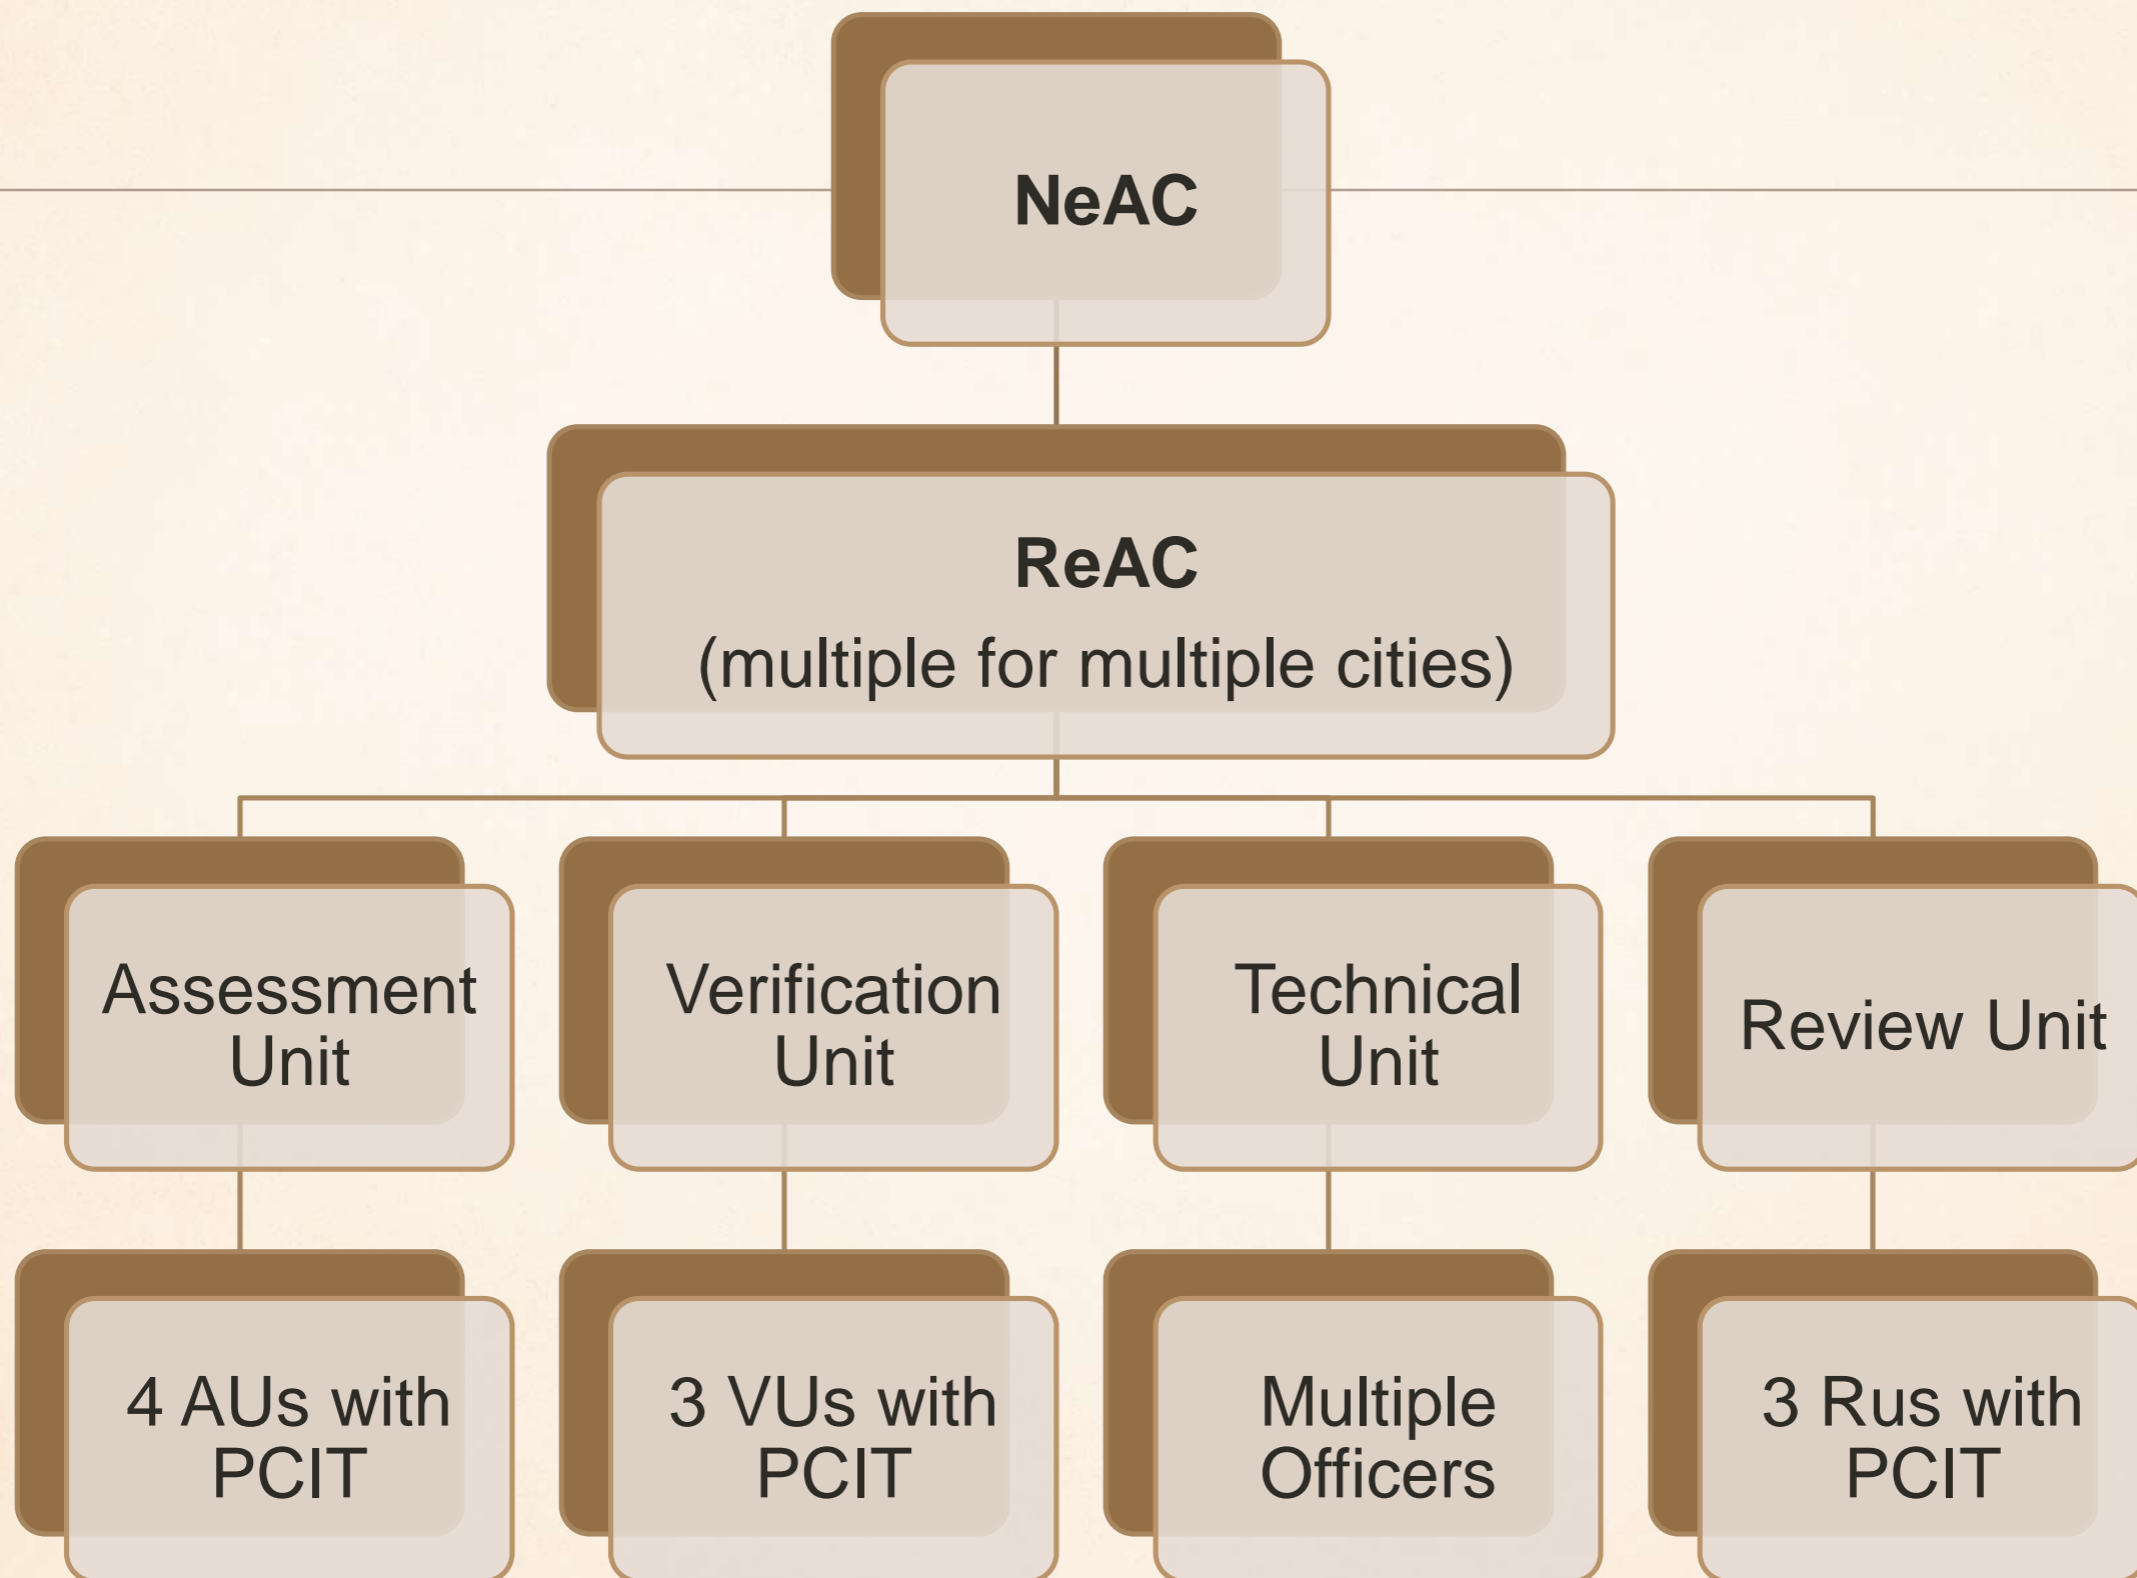 NeAC
ReAC
(multiple for multiple cities)
Assessment
Unit
Verification
Unit
Technical
Unit
Review Unit
4 AUs with
PCIT
3 VUs with
PCIT
Multiple
Officers
3 Rus with
PCIT